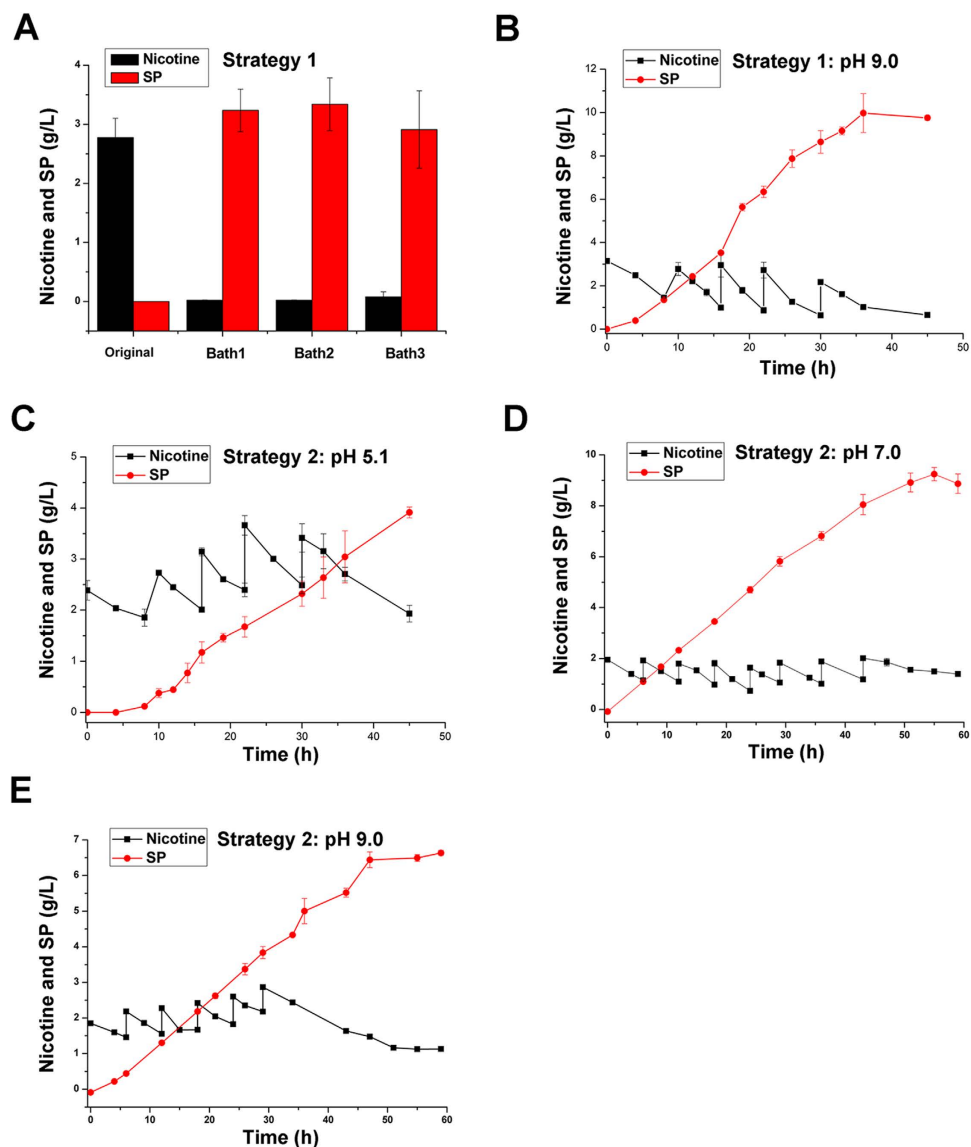 A
Nicotine
SP
Strategy 1
Nicotine and SP (g/L)
4
3
2
1
0
Original
Bath1
Bath2
Bath3
B
Nicotine
SP
Strategy 1: pH 9.0
Nicotine and SP (g/L)
12
10
8
6
4
2
0
0 10 20 30 40 50
Time (h)
C
Nicotine
SP
Strategy 2: pH 5.1
Nicotine and SP (g/L)
5
4
3
2
1
0
0 10 20 30 40 50
Time (h)
D
Nicotine
SP
Strategy 2: pH 7.0
Nicotine and SP (g/L)
10
8
6
4
2
0
0 10 20 30 40 50 60
Time (h)
E
Nicotine
SP
Strategy 2: pH 9.0
Nicotine and SP (g/L)
7
6
5
4
3
2
1
0
0 10 20 30 40 50 60
Time (h)